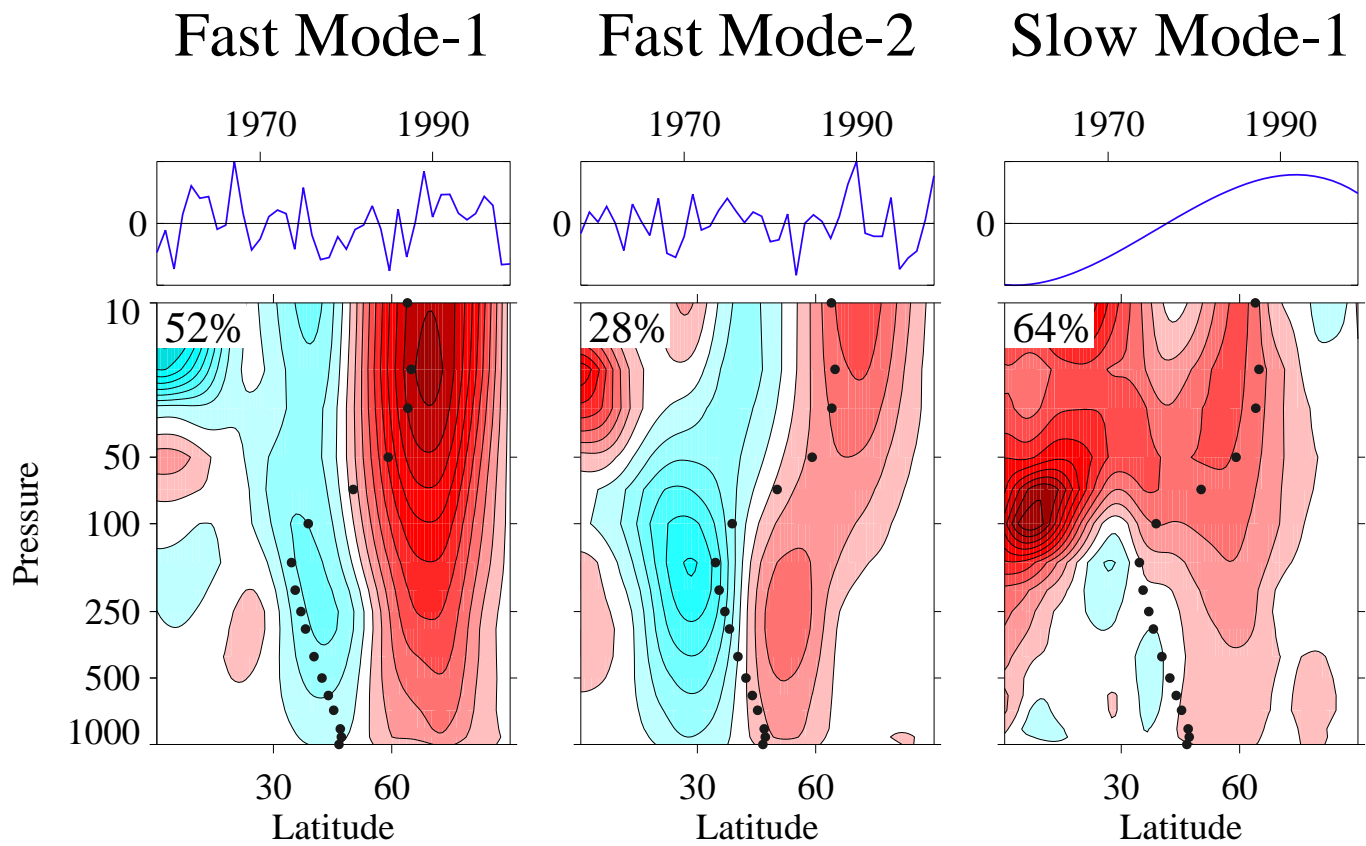 Fast Mode-1 Fast Mode-2 Slow Mode-1
1970 1990 1970 1990 1970 1990
0 0 0
10 52% 28% 64%
50
100
250
500
1000
Pressure
30 60 30 60 30 60
Latitude Latitude Latitude